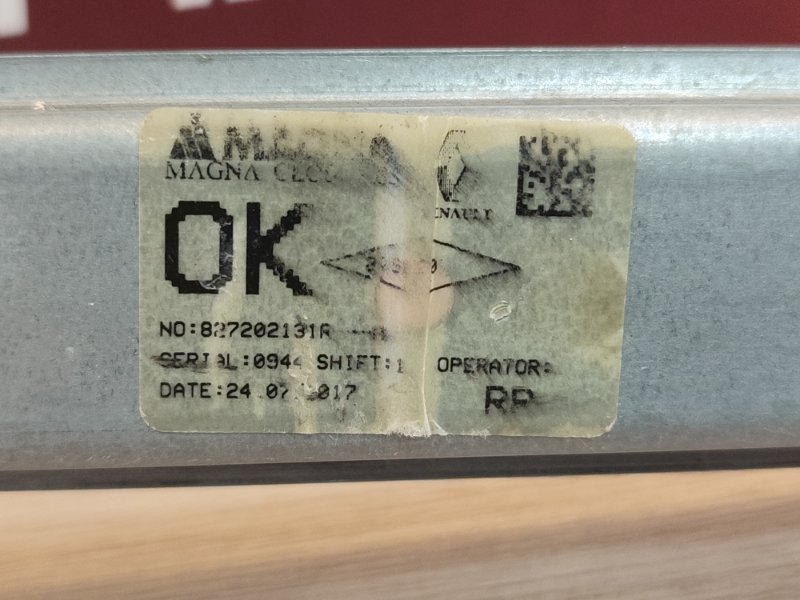 MAGNA
OK
NO:827202131R
SERIAL:0944 SHIFT:1 OPERATOR:
DATE:24.07.2017
RP